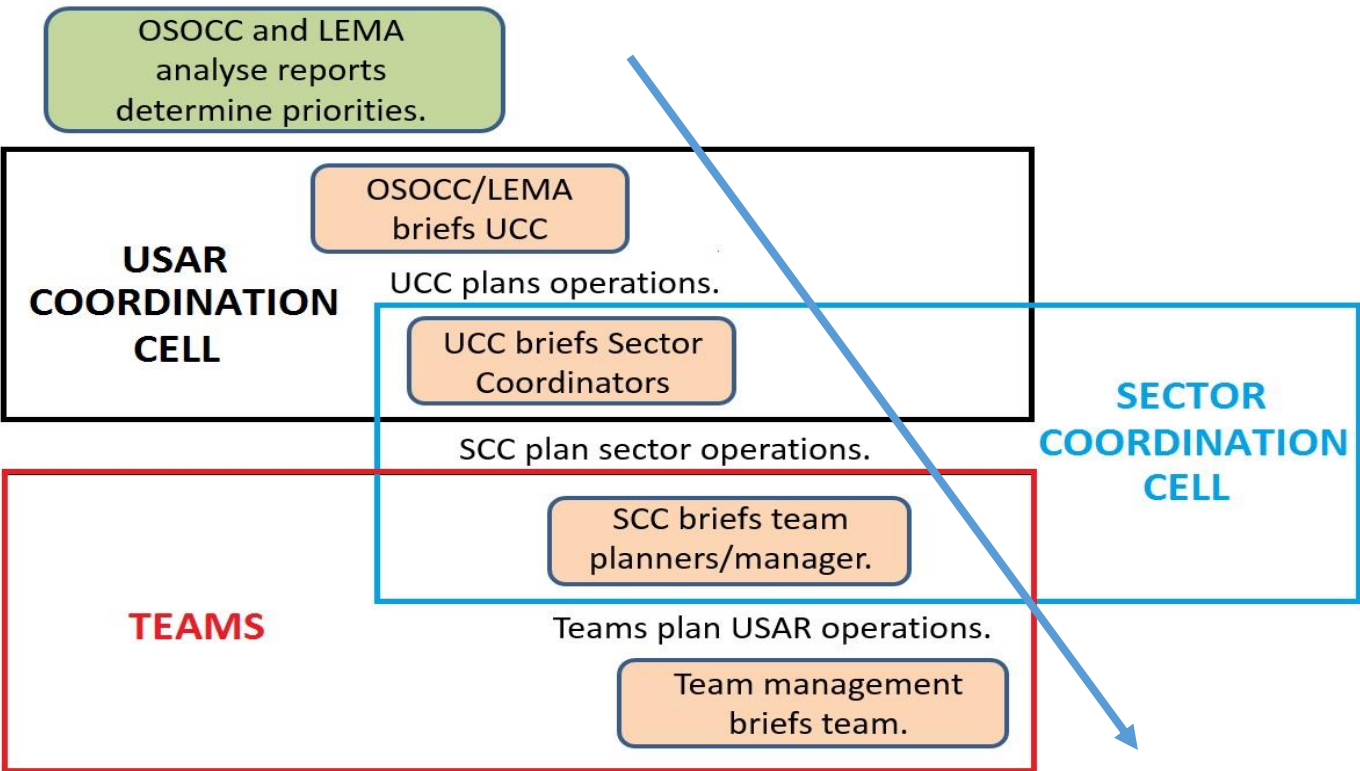 OSOCC and LEMA
analyse reports
determine priorities.
OSOCC/LEMA
briefs UCC
USAR
COORDINATION
CELL
UCC plans operations.
UCC briefs Sector
Coordinators
SECTOR
COORDINATION
CELL
SCC plan sector operations.
SCC briefs team
planners/manager.
TEAMS
Teams plan USAR operations.
Team management
briefs team.